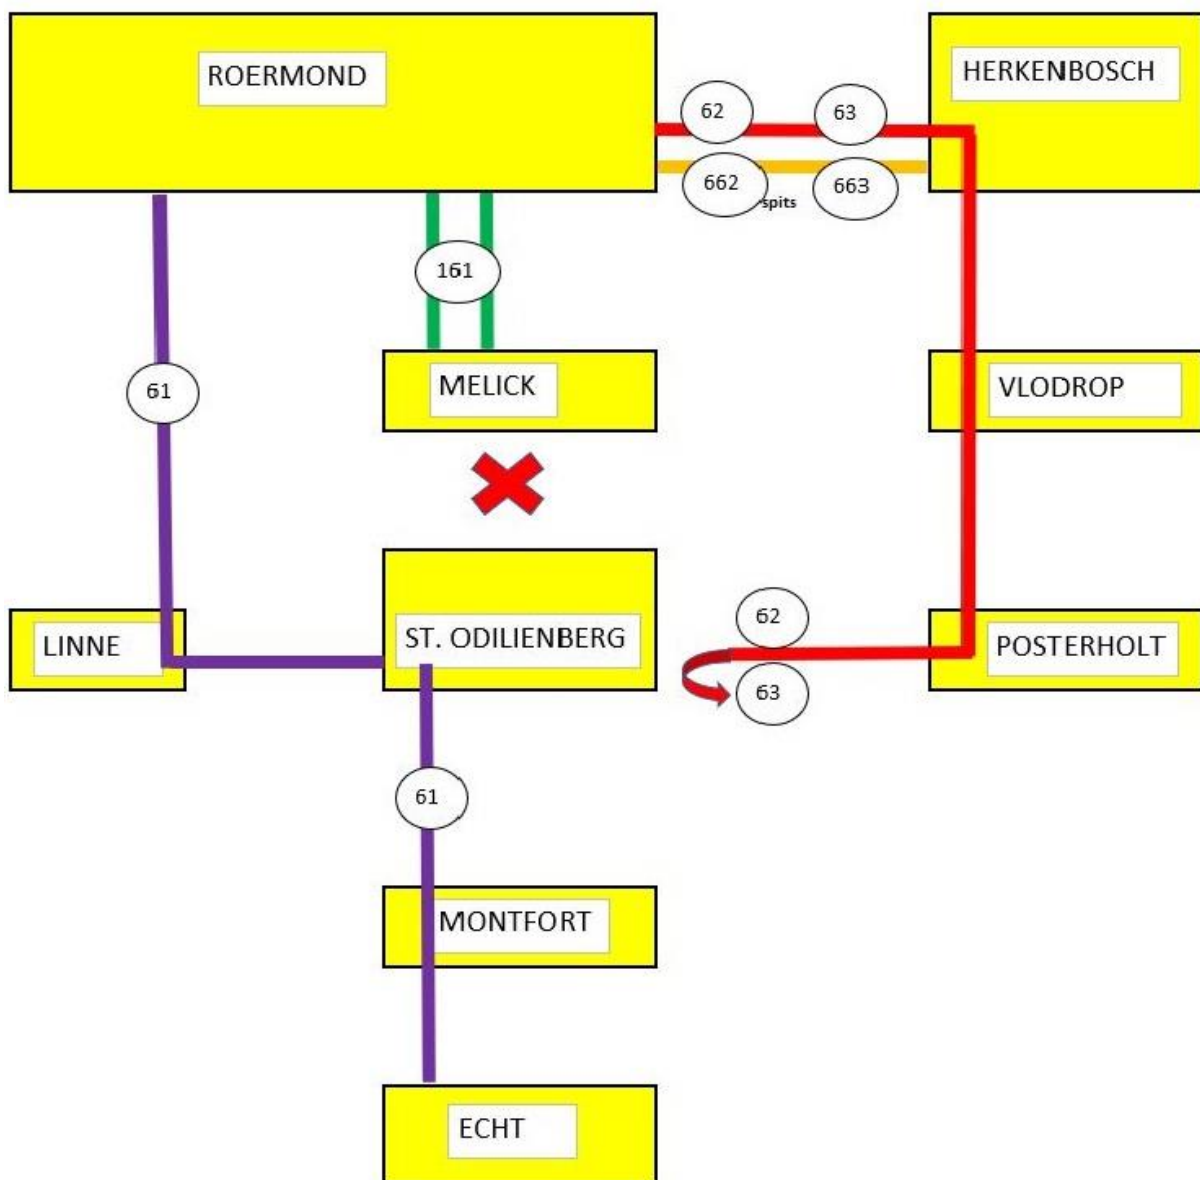 ROERMOND
HERKENBOSCH
62
63
662
663
spits
161
61
MELICK
VLODROP
LINNE
ST. ODILIENBERG
62
POSTERHOLT
63
61
MONTFORT
ECHT